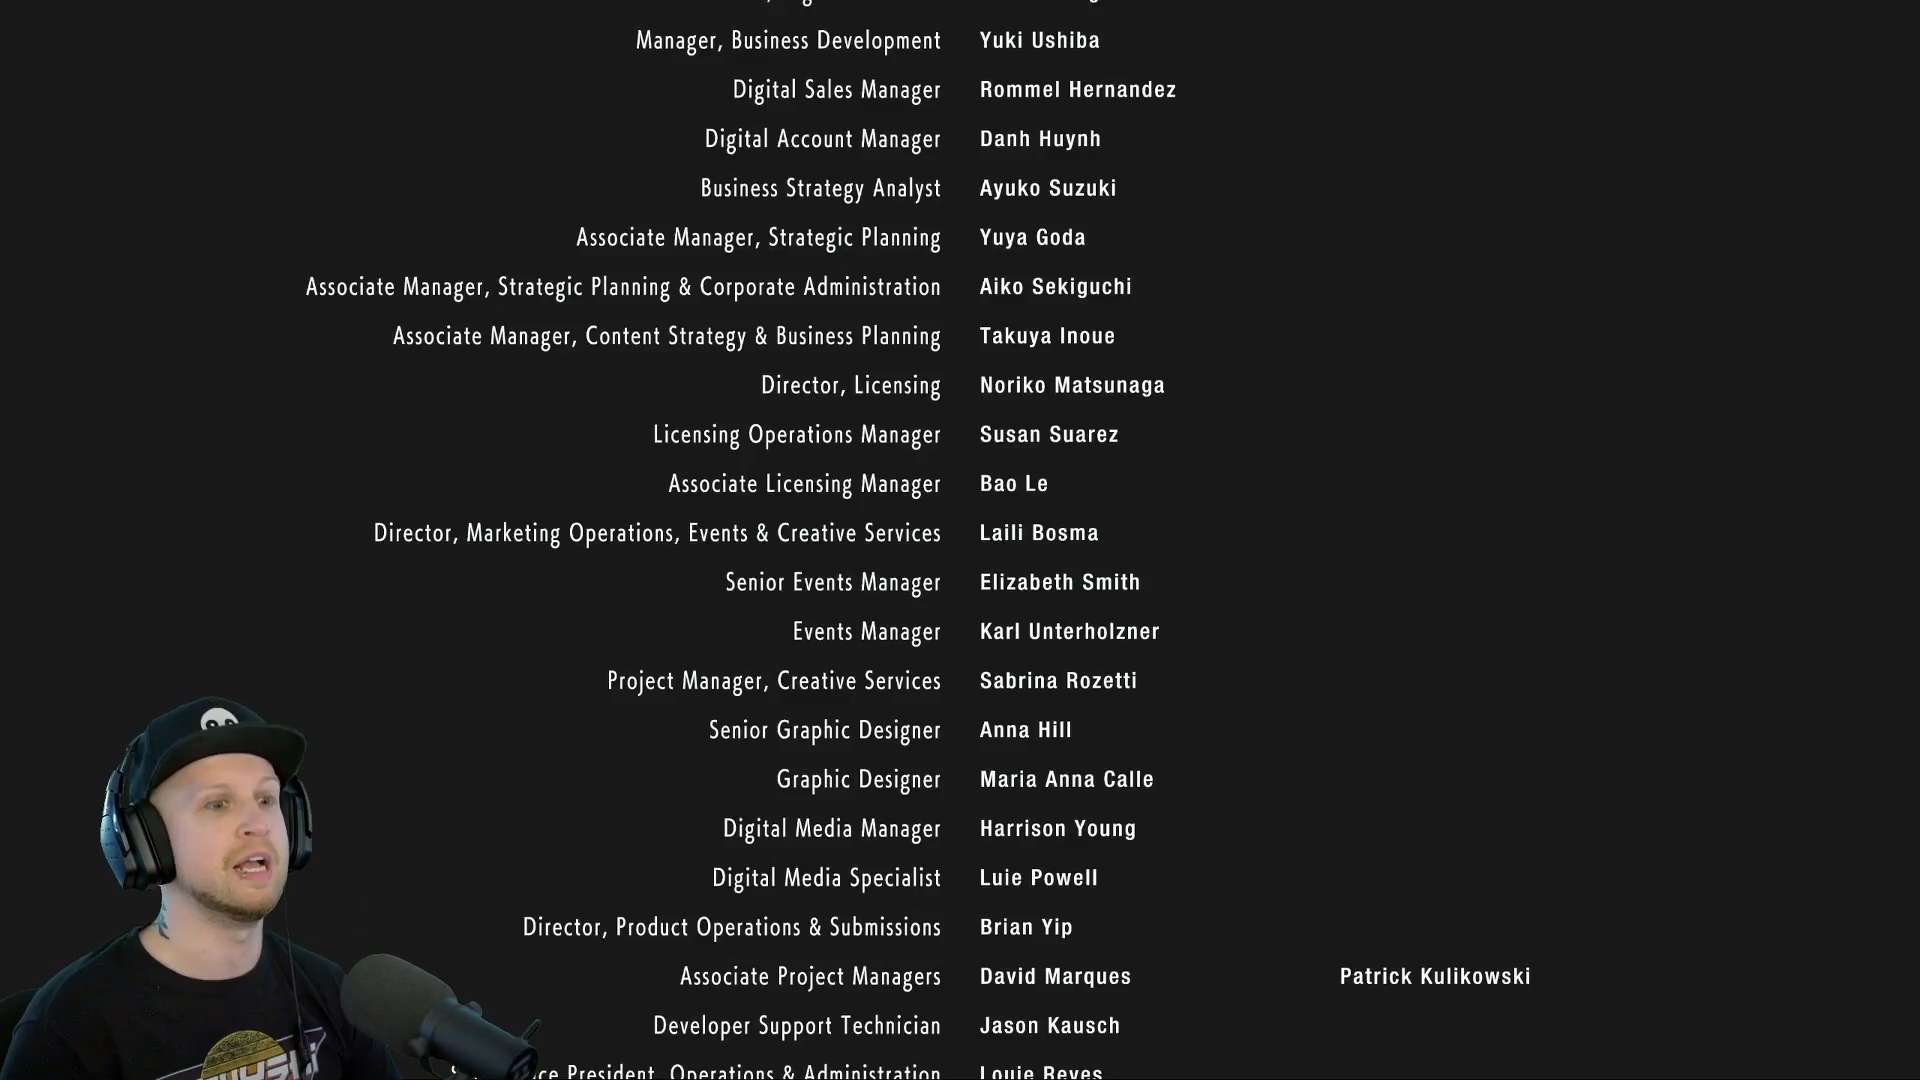 Manager, Business Development Yuki Ushiba
Digital Sales Manager Rommel Hernandez
Digital Account Manager Danh Huynh
Business Strategy Analyst Ayuko Suzuki
Associate Manager, Strategic Planning Yuya Goda
Associate Manager, Strategic Planning & Corporate Administration Aiko Sekiguchi
Associate Manager, Content Strategy & Business Planning Takuya Inoue
Director, Licensing Noriko Matsunaga
Licensing Operations Manager Susan Suarez
Associate Licensing Manager Bao Le
Director, Marketing Operations, Events & Creative Services Laili Bosma
Senior Events Manager Elizabeth Smith
Events Manager Karl Unterholzner
Project Manager, Creative Services Sabrina Rozetti
Senior Graphic Designer Anna Hill
Graphic Designer Maria Anna Calle
Digital Media Manager Harrison Young
Digital Media Specialist Luie Powell
Director, Product Operations & Submissions Brian Yip
Associate Project Managers David Marques Patrick Kulikowski
Developer Support Technician Jason Kausch
President, Operations & Administration Louie Reyes